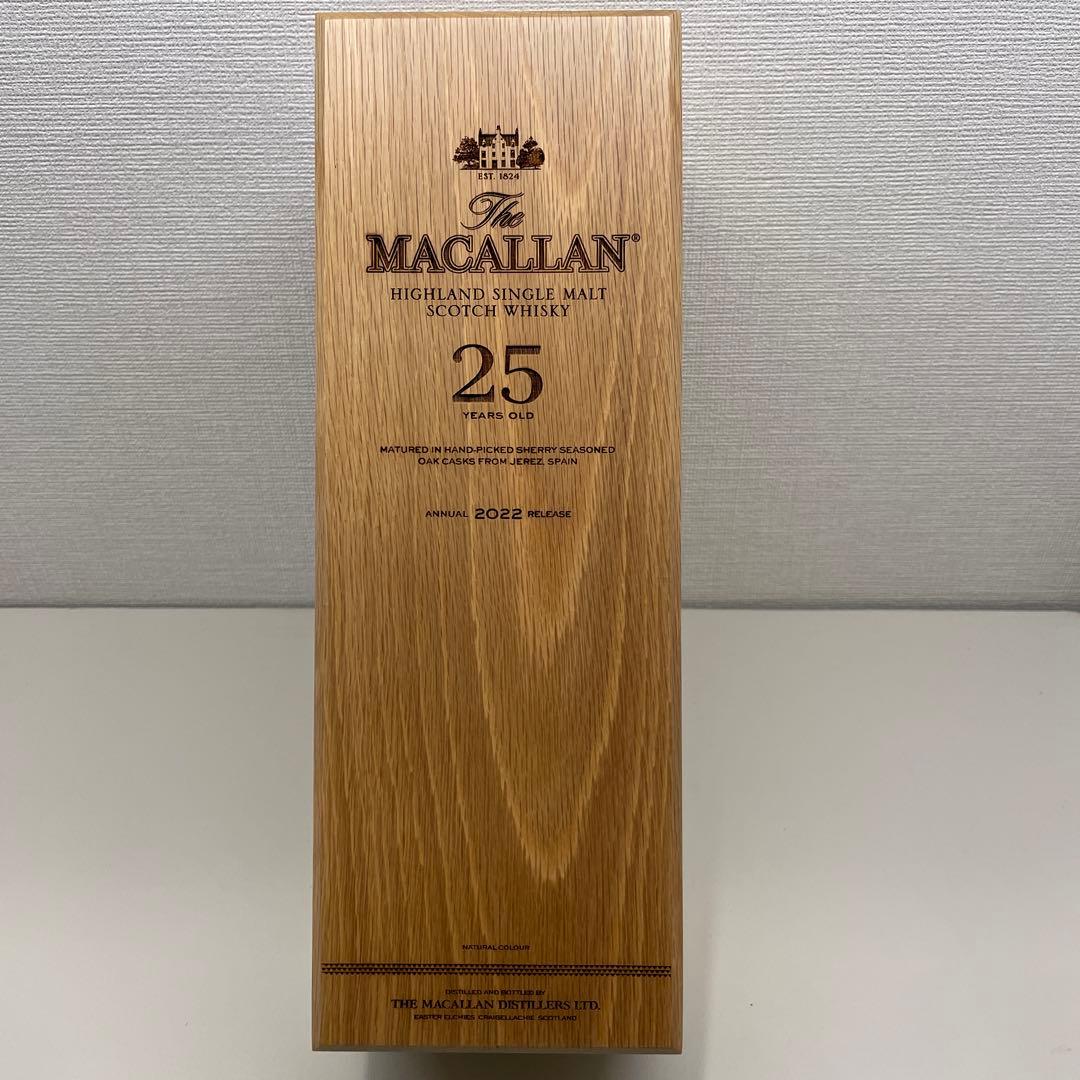 EST. 1824
The
MACALLAN®
HIGHLAND SINGLE MALT
SCOTCH WHISKY
25
YEARS OLD
MATURED IN HAND-PICKED SHERRY SEASONED
OAK CASKS FROM JEREZ, SPAIN
ANNUAL 2022 RELEASE
NATURAL COLOUR
DISTILLED AND BOTTLED BY
THE MACALLAN DISTILLERS LTD.
EASTER ELCHIES CRAIGELLACHIE SCOTLAND